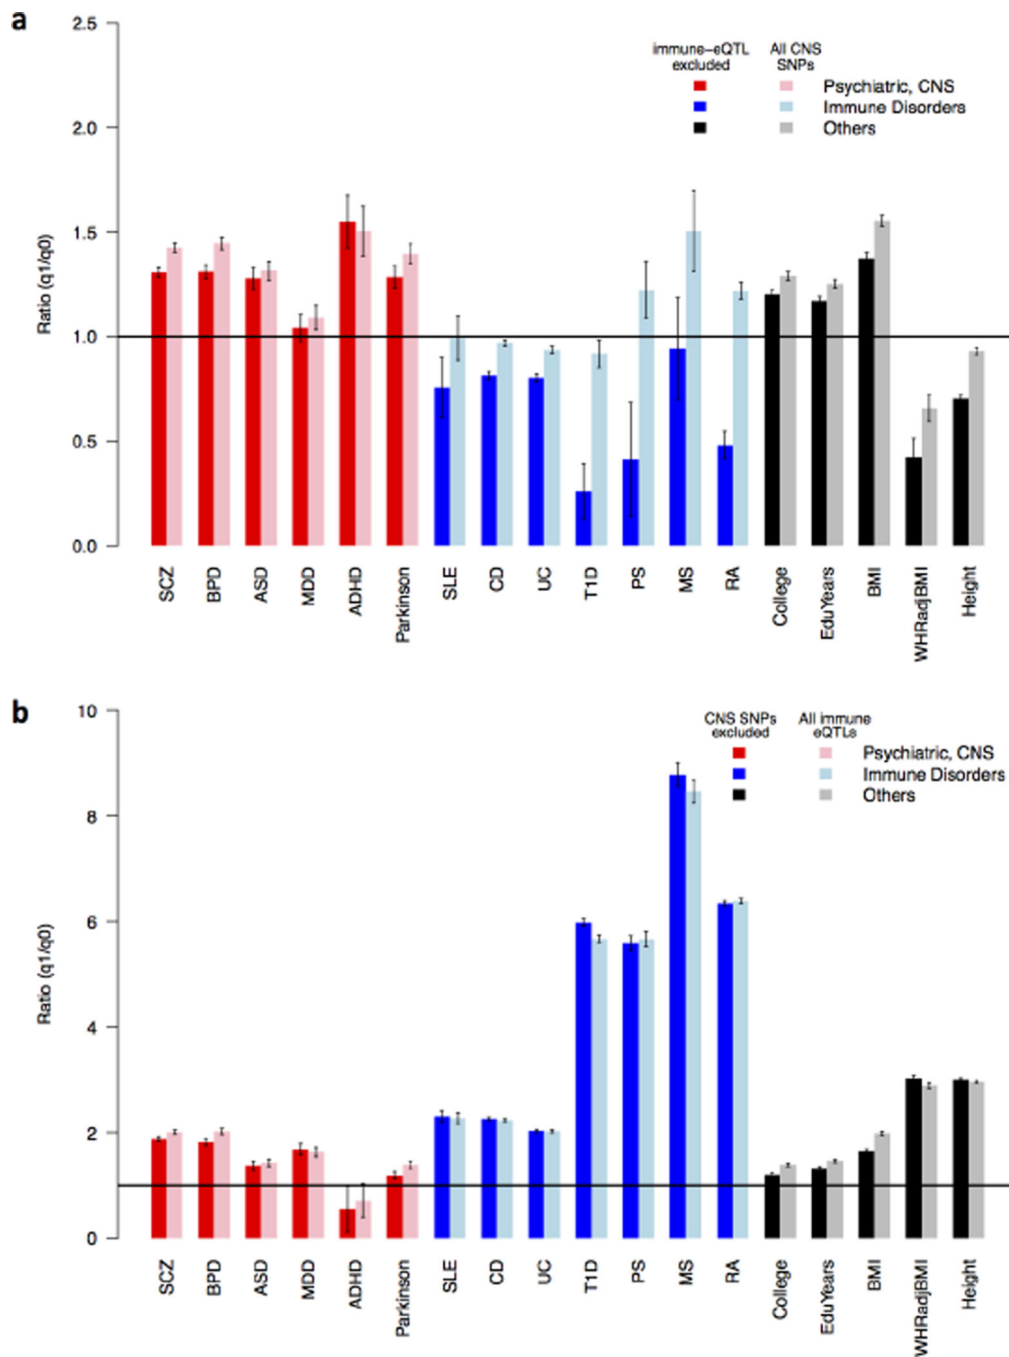 a
2.5
2.0
1.5
1.0
0.5
0.0
Ratio (q1/q0)
immune-eQTL excluded
All CNS SNPs
Psychiatric, CNS
Immune Disorders
Others
SCZ
BPD
ASD
MDD
ADHD
Parkinson
SLE
CD
UC
T1D
PS
MS
RA
College
EduYears
BMI
WHRadjBMI
Height
b
10
8
6
4
2
0
Ratio (q1/q0)
CNS SNPs excluded
All immune eQTLs
Psychiatric, CNS
Immune Disorders
Others
SCZ
BPD
ASD
MDD
ADHD
Parkinson
SLE
CD
UC
T1D
PS
MS
RA
College
EduYears
BMI
WHRadjBMI
Height